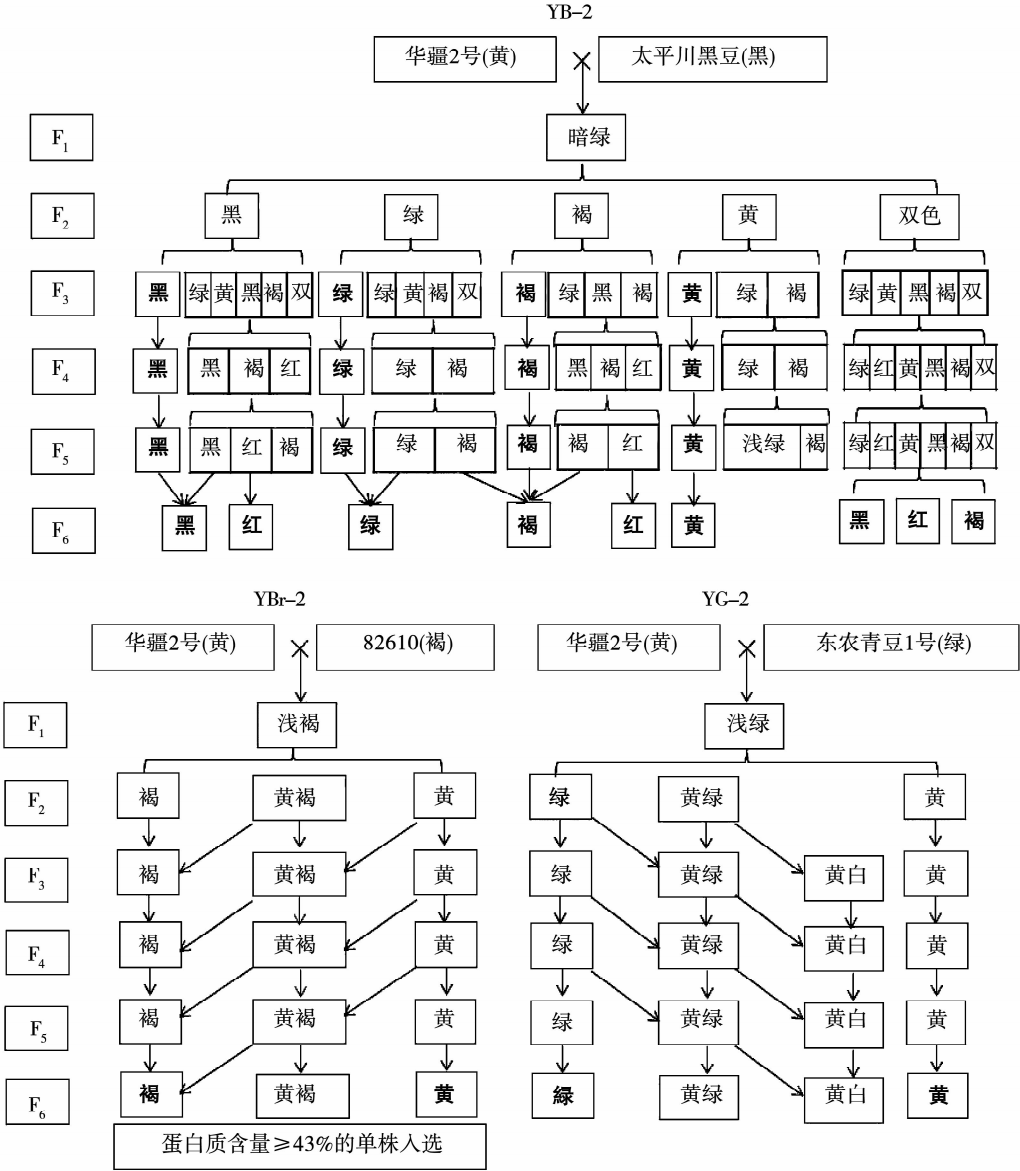 YB-2
华疆2号(黄) × 太平川黑豆(黑)
F1 暗绿
F2 黑 绿 褐 黄 双色
F3 黑 绿 黄 黑 褐 双 绿 绿 黄 褐 双 褐 绿 黑 褐 黄 绿 褐 绿 黄 黑 褐 双
F4 黑 黑 褐 红 绿 绿 褐 褐 黑 褐 红 黄 绿 褐 绿 红 黄 黑 褐 双
F5 黑 黑 红 褐 绿 绿 褐 褐 褐 红 黄 浅绿 褐 绿 红 黄 黑 褐 双
F6 黑 红 绿 褐 红 黄 黑 红 褐
YBr-2 YG-2
华疆2号(黄) × 82610(褐) 华疆2号(黄) × 东农青豆1号(绿)
F1 浅褐 浅绿
F2 褐 黄褐 黄 绿 黄绿 黄
F3 褐 黄褐 黄 绿 黄绿 黄白 黄
F4 褐 黄褐 黄 绿 黄绿 黄白 黄
F5 褐 黄褐 黄 绿 黄绿 黄白 黄
F6 褐 黄褐 黄 緑 黄绿 黄白 黄
蛋白质含量≥43%的单株入选